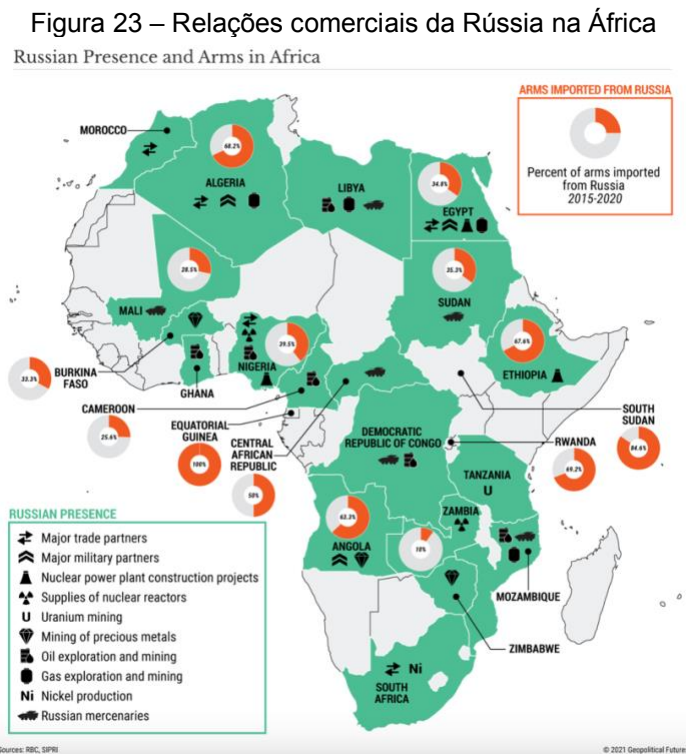 Figura 23 – Relações comerciais da Rússia na África
Russian Presence and Arms in Africa
ARMS IMPORTED FROM RUSSIA
Percent of arms imported
from Russia
2015-2020
MOROCCO
68.2%
ALGERIA
LIBYA
34.8%
EGYPT
28.5%
MALI
35.3%
SUDAN
39.5%
NIGERIA
67.6%
ETHIOPIA
33.3%
BURKINA
FASO
GHANA
CAMEROON
25.6%
EQUATORIAL
GUINEA
100%
CENTRAL
AFRICAN
REPUBLIC
50%
DEMOCRATIC
REPUBLIC OF CONGO
SOUTH
SUDAN
84.6%
RWANDA
69.2%
TANZANIA
U
ZAMBIA
10%
63.3%
ANGOLA
MOZAMBIQUE
ZIMBABWE
Ni
SOUTH
AFRICA
RUSSIAN PRESENCE
Major trade partners
Major military partners
Nuclear power plant construction projects
Supplies of nuclear reactors
U Uranium mining
Mining of precious metals
Oil exploration and mining
Gas exploration and mining
Ni Nickel production
Russian mercenaries
Sources: RBC, SIPRI
© 2021 Geopolitical Future